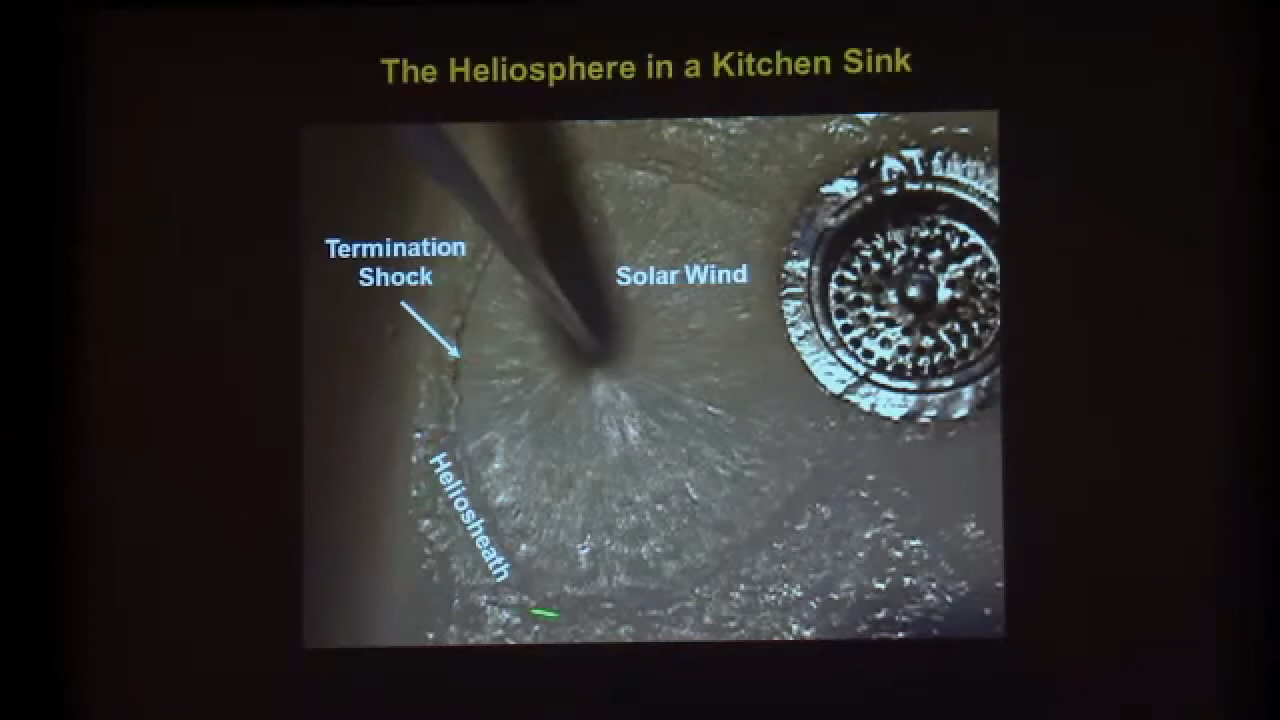 The Heliosphere in a Kitchen Sink
Termination
Shock
Solar Wind
Heliosheath